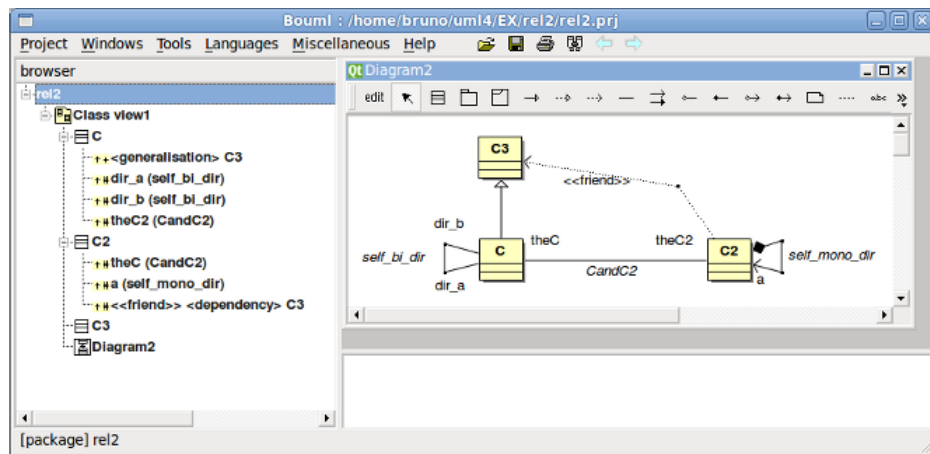 Bouml : /home/bruno/uml4/EX/rel2/rel2.prj
Project Windows Tools Languages Miscellaneous Help
browser
rel2
Class view1
C
<generalisation> C3
dir_a (self_bi_dir)
dir_b (self_bi_dir)
theC2 (CandC2)
C2
theC (CandC2)
a (self_mono_dir)
<<friend>> <dependency> C3
C3
Diagram2
Qt Diagram2
edit
abc
C3
<<friend>>
dir_b
theC
theC2
self_bi_dir
C
C2
self_mono_dir
CandC2
dir_a
a
[package] rel2